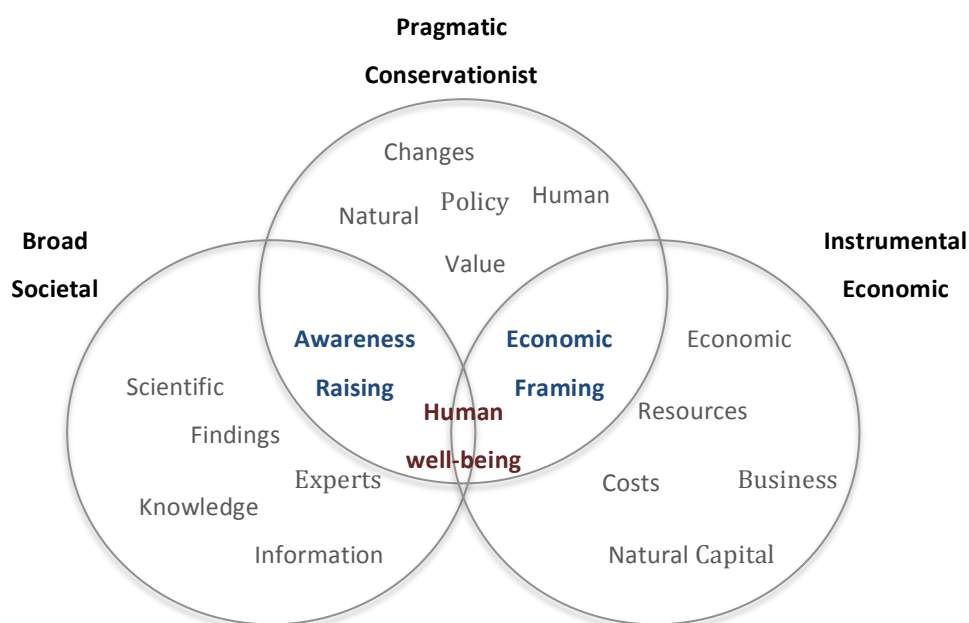 Pragmatic
Conservationist
Changes
Policy
Human
Natural
Value
Broad
Societal
Instrumental
Economic
Awareness
Raising
Economic
Framing
Human
well-being
Scientific
Findings
Experts
Knowledge
Information
Economic
Resources
Costs
Business
Natural Capital